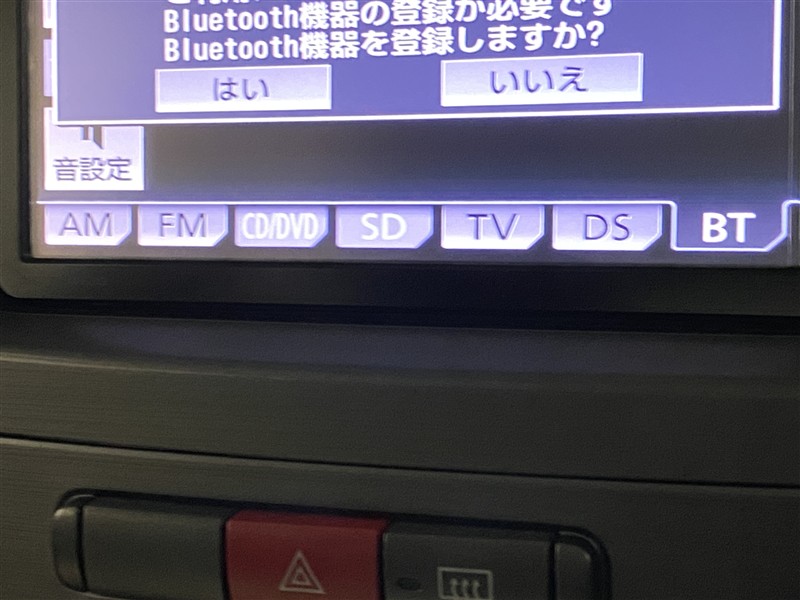 Bluetooth機器の登録が必要です
Bluetooth機器を登録しますか?
はい
いいえ
音設定
AM
FM
CD/DVD
SD
TV
DS
BT